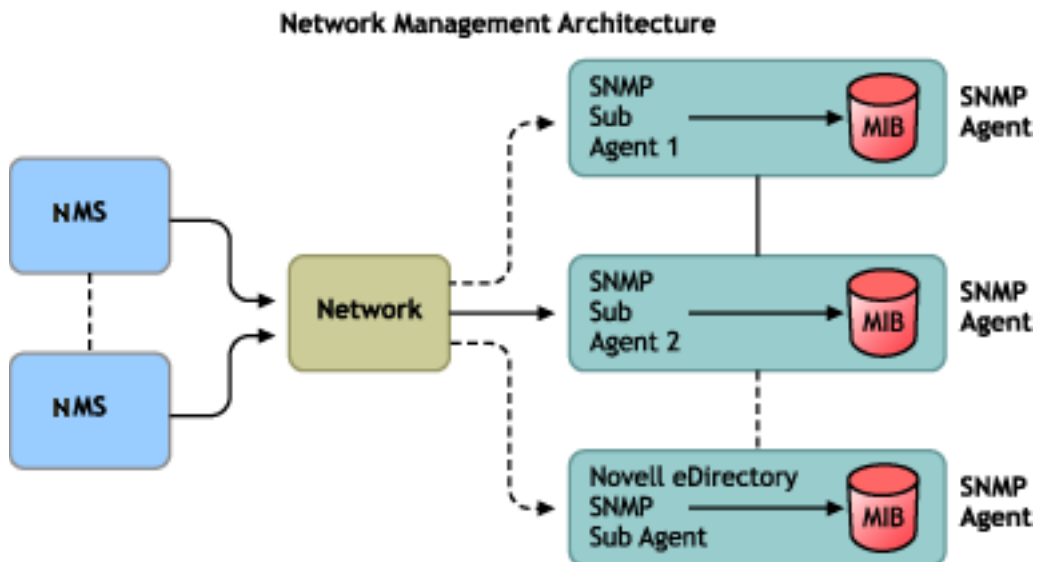 Network Management Architecture
SNMP
Sub
Agent 1
MIB
SNMP
Agent
NMS
Network
SNMP
Sub
Agent 2
MIB
SNMP
Agent
NMS
Novell eDirectory
SNMP
Sub Agent
MIB
SNMP
Agent